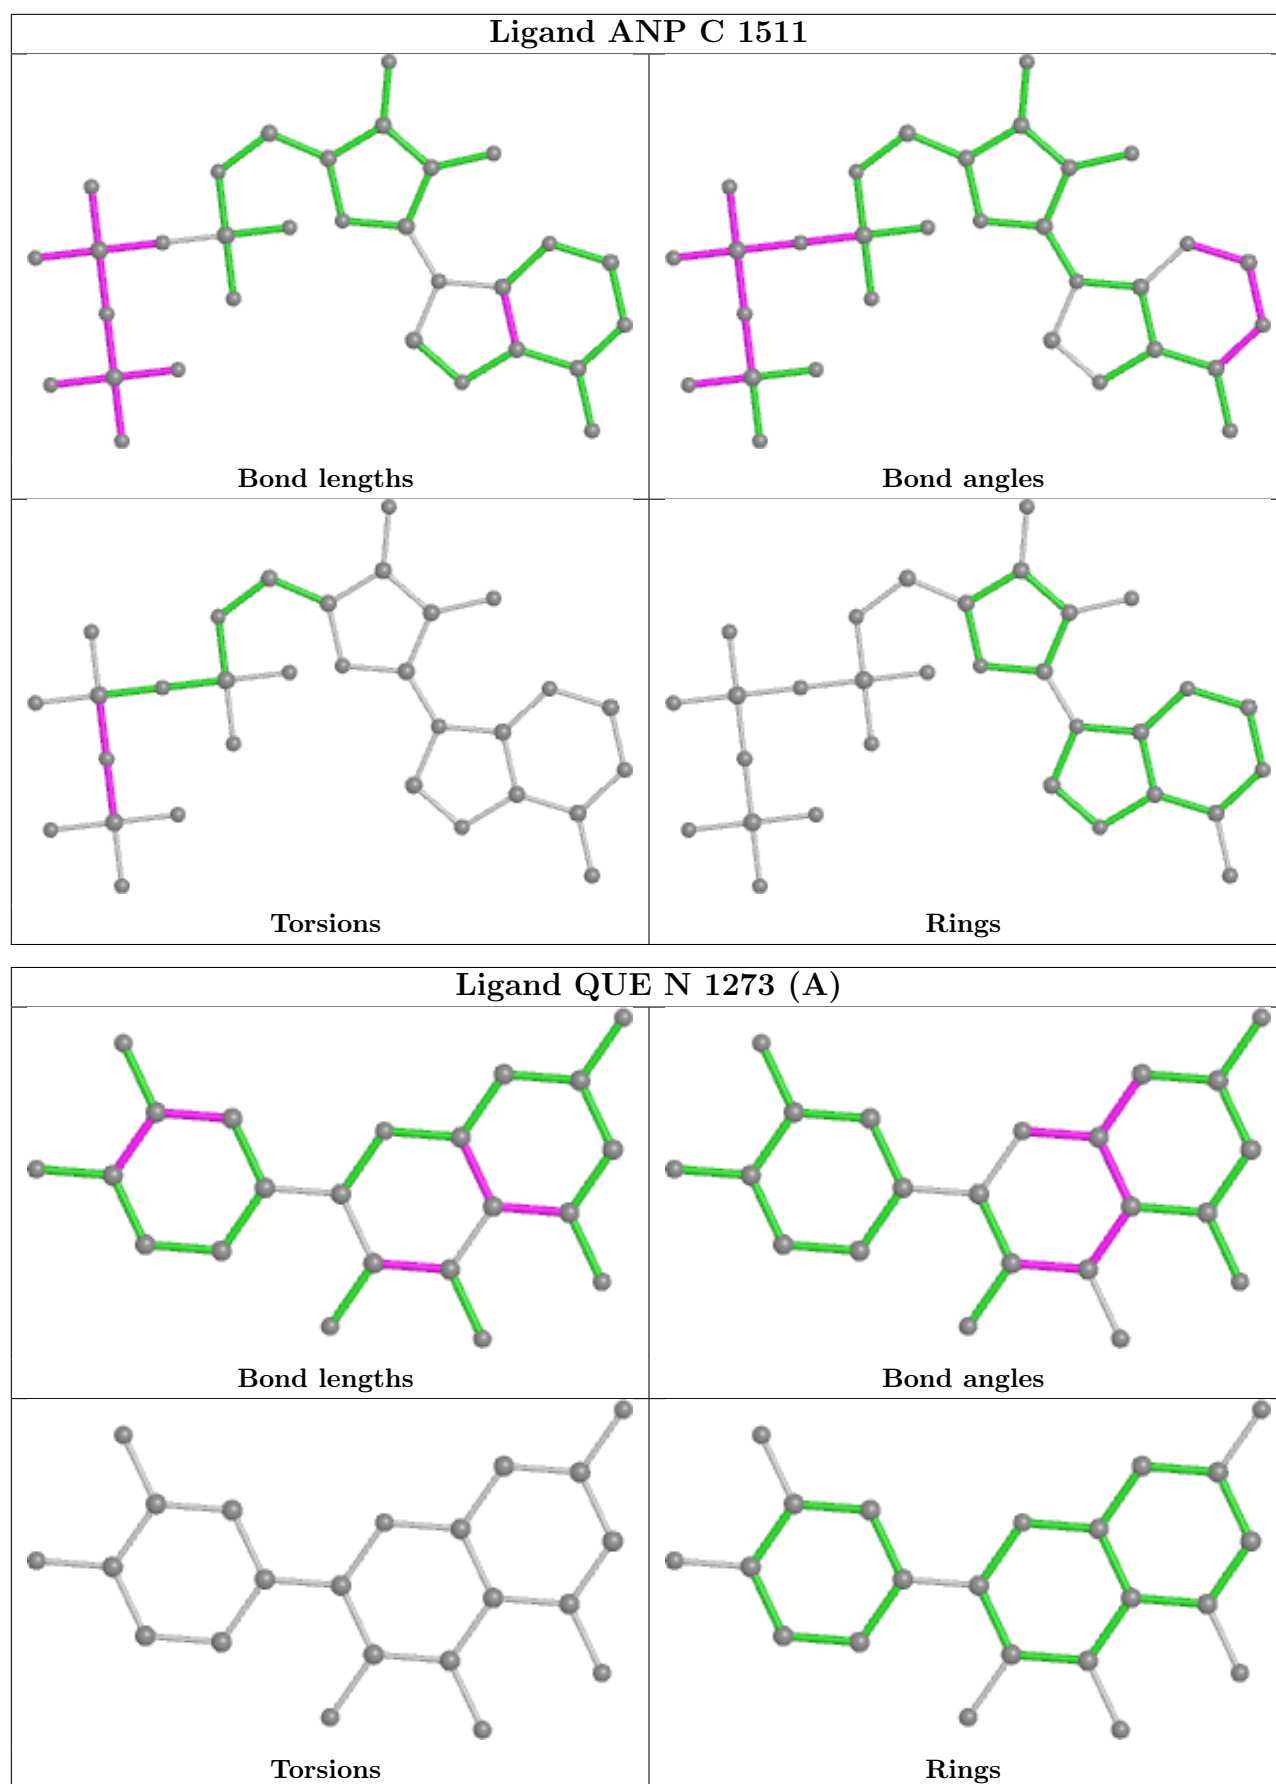 Ligand ANP C 1511
Bond lengths
Bond angles
Torsions
Rings
Ligand QUE N 1273 (A)
Bond lengths
Bond angles
Torsions
Rings